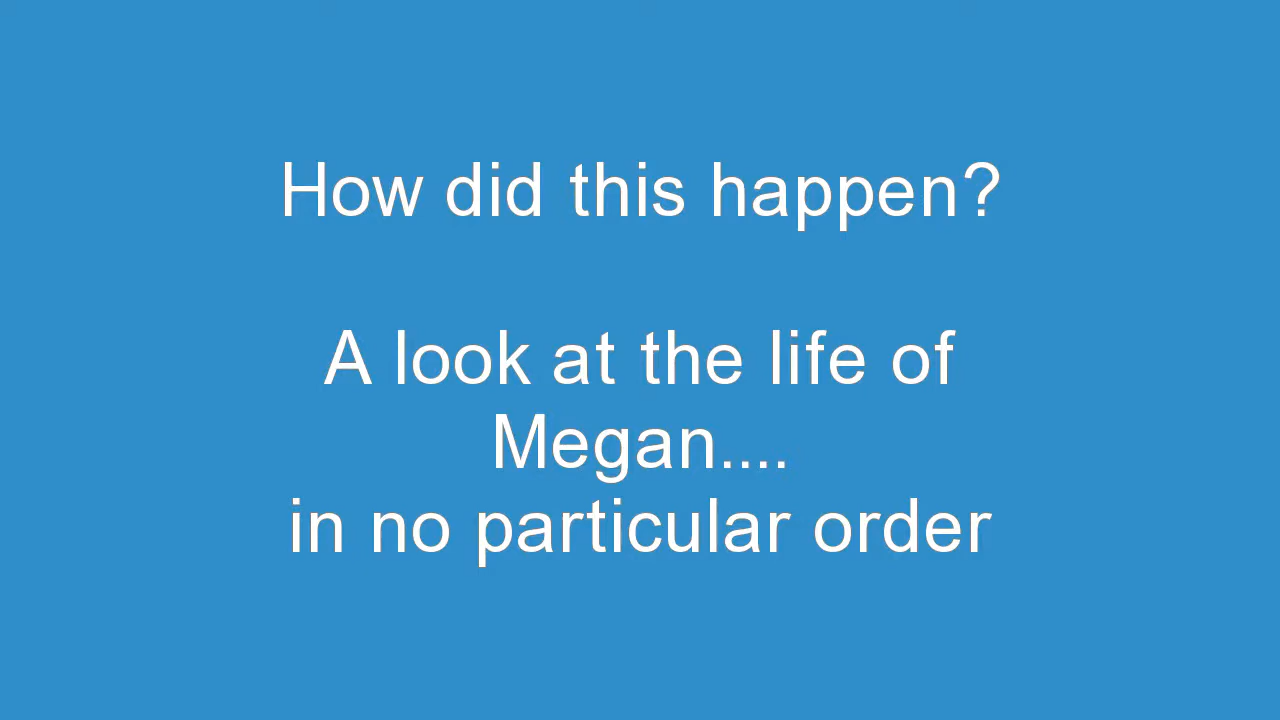 How did this happen?
A look at the life of
Megan....
in no particular order